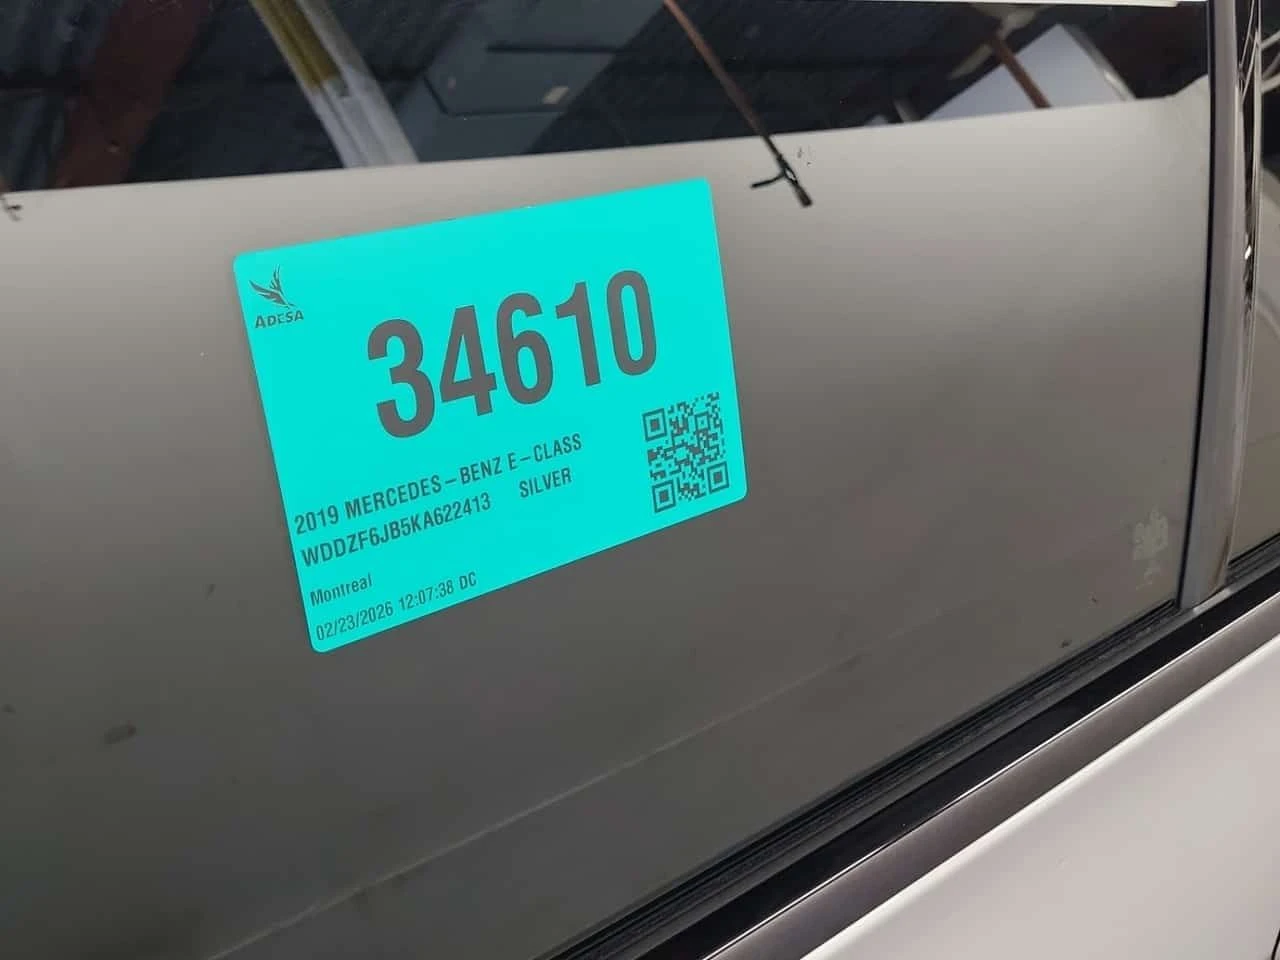 ADESA
34610
2019 MERCEDES-BENZ E-CLASS
WDDZF6JB5KA622413 SILVER
Montreal
02/23/2026 12:07:38 DC